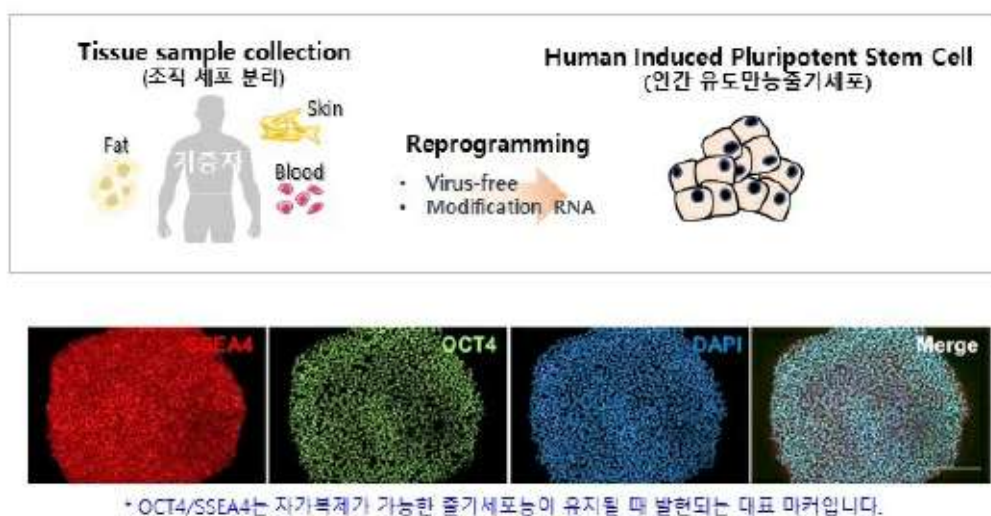 Tissue sample collection
(조직 세포 분리)
Human Induced Pluripotent Stem Cell
(인간 유도만능줄기세포)
Skin
Fat
기증자
Blood
Reprogramming
• Virus-free
• Modification RNA
SSEA4
OCT4
DAPI
Merge
* OCT4/SSEA4는 자가복제가 가능한 줄기세포능이 유지될 때 발현되는 대표 마커입니다.